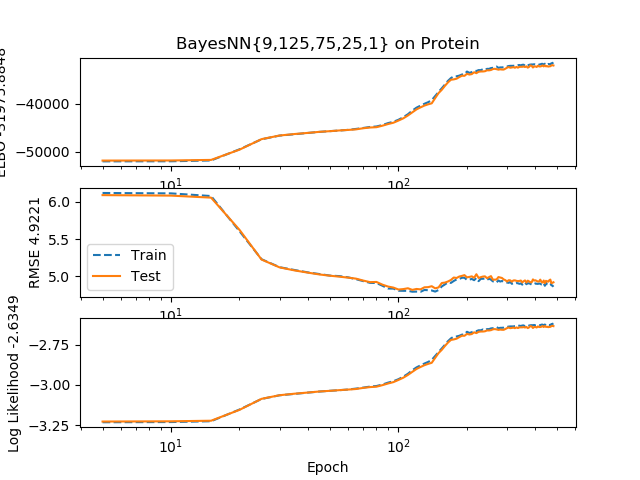 BayesNN{9,125,75,25,1} on Protein
−40000
−50000
10¹
10²
6.0
5.5
5.0
RMSE 4.9221
Train
Test
10¹
10²
−2.75
−3.00
−3.25
Log Likelihood -2.6349
10¹
10²
Epoch